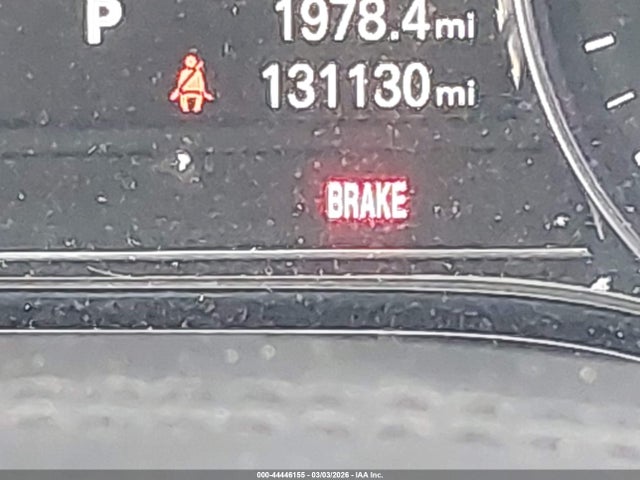 P 1978.4mi
131130mi
BRAKE
000-44446155 - 03/03/2026 - IAA Inc.